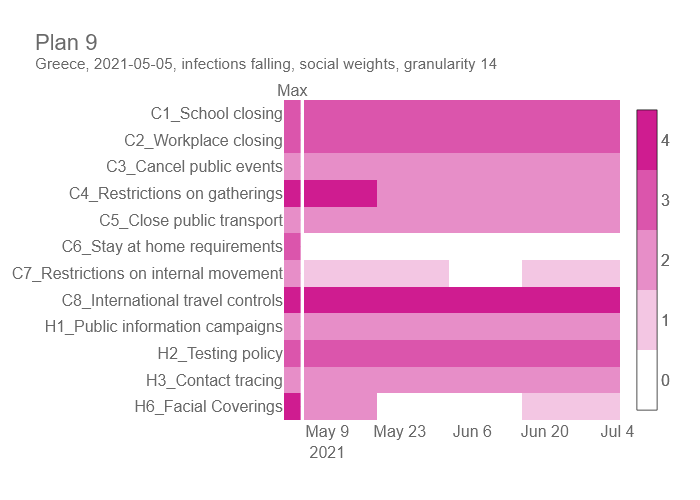 Plan 9
Greece, 2021-05-05, infections falling, social weights, granularity 14
Max
C1_School closing
C2_Workplace closing
C3_Cancel public events
C4_Restrictions on gatherings
C5_Close public transport
C6_Stay at home requirements
C7_Restrictions on internal movement
C8_International travel controls
H1_Public information campaigns
H2_Testing policy
H3_Contact tracing
H6_Facial Coverings
May 9 May 23 Jun 6 Jun 20 Jul 4
2021
4
3
2
1
0